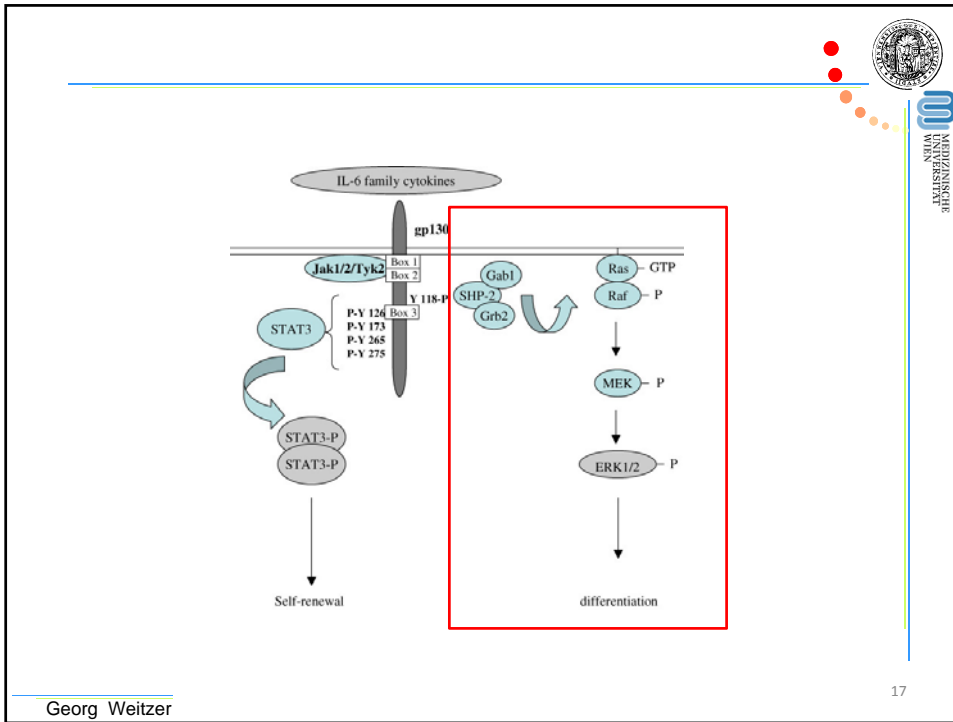 MEDIZINISCHE
UNIVERSITÄT
WIEN
IL-6 family cytokines
gp130
Jak1/2/Tyk2
Box 1
Box 2
Y 118-P
Box 3
P-Y 126
P-Y 173
P-Y 265
P-Y 275
STAT3
STAT3-P
STAT3-P
Self-renewal
Gab1
SHP-2
Grb2
Ras – GTP
Raf – P
MEK – P
ERK1/2 – P
differentiation
17
Georg Weitzer